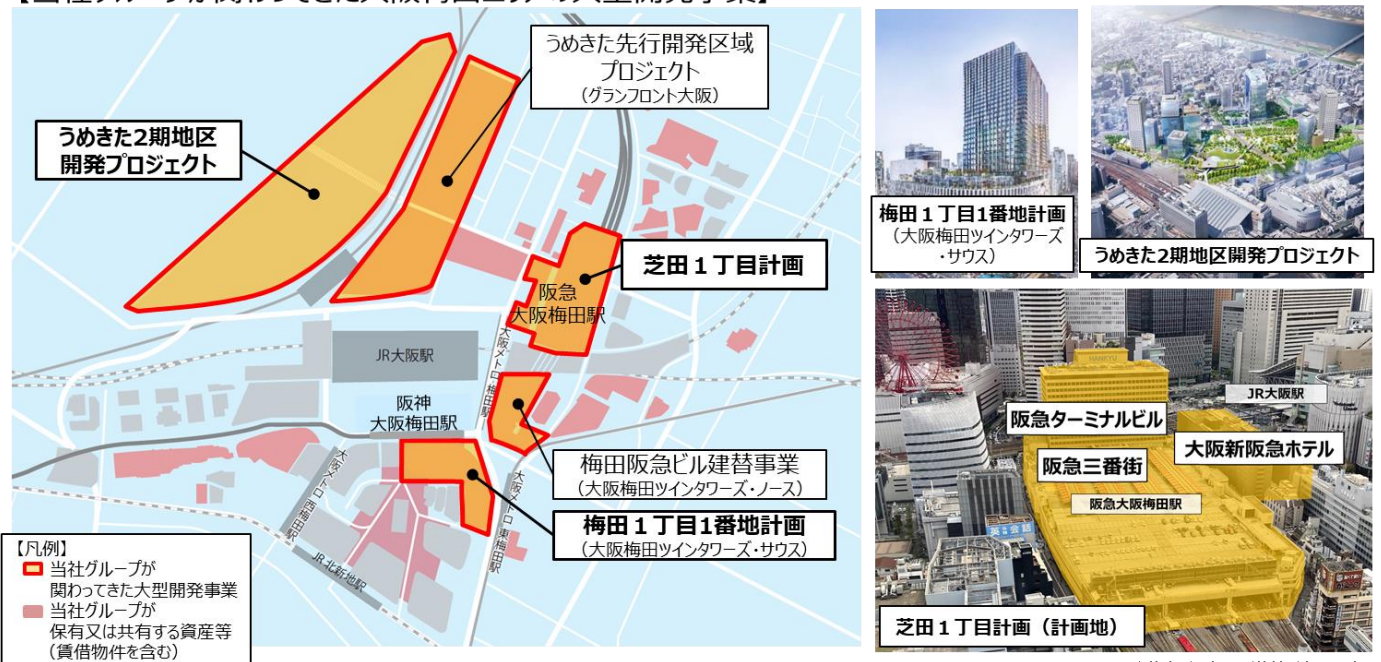 【当社グループが関わってきた大阪梅田エリアの大型開発事業】
うめきた先行開発区域
プロジェクト
(グランフロント大阪)
うめきた2期地区
開発プロジェクト
芝田１丁目計画
阪急
大阪梅田駅
JR大阪駅
大阪メトロ・梅田駅
阪神
大阪梅田駅
梅田阪急ビル建替事業
(大阪梅田ツインタワーズ・ノース)
大阪メトロ西梅田駅
大阪メトロ 東梅田駅
梅田１丁目1番地計画
(大阪梅田ツインタワーズ・サウス)
JR北新地駅
【凡例】
当社グループが
関わってきた大型開発事業
当社グループが
保有又は共有する資産等
(賃借物件を含む)
梅田１丁目1番地計画
(大阪梅田ツインタワーズ
・サウス)
うめきた2期地区開発プロジェクト
HANKYU
JR大阪駅
阪急ターミナルビル
大阪新阪急ホテル
阪急三番街
阪急大阪梅田駅
英会話
芝田１丁目計画（計画地）